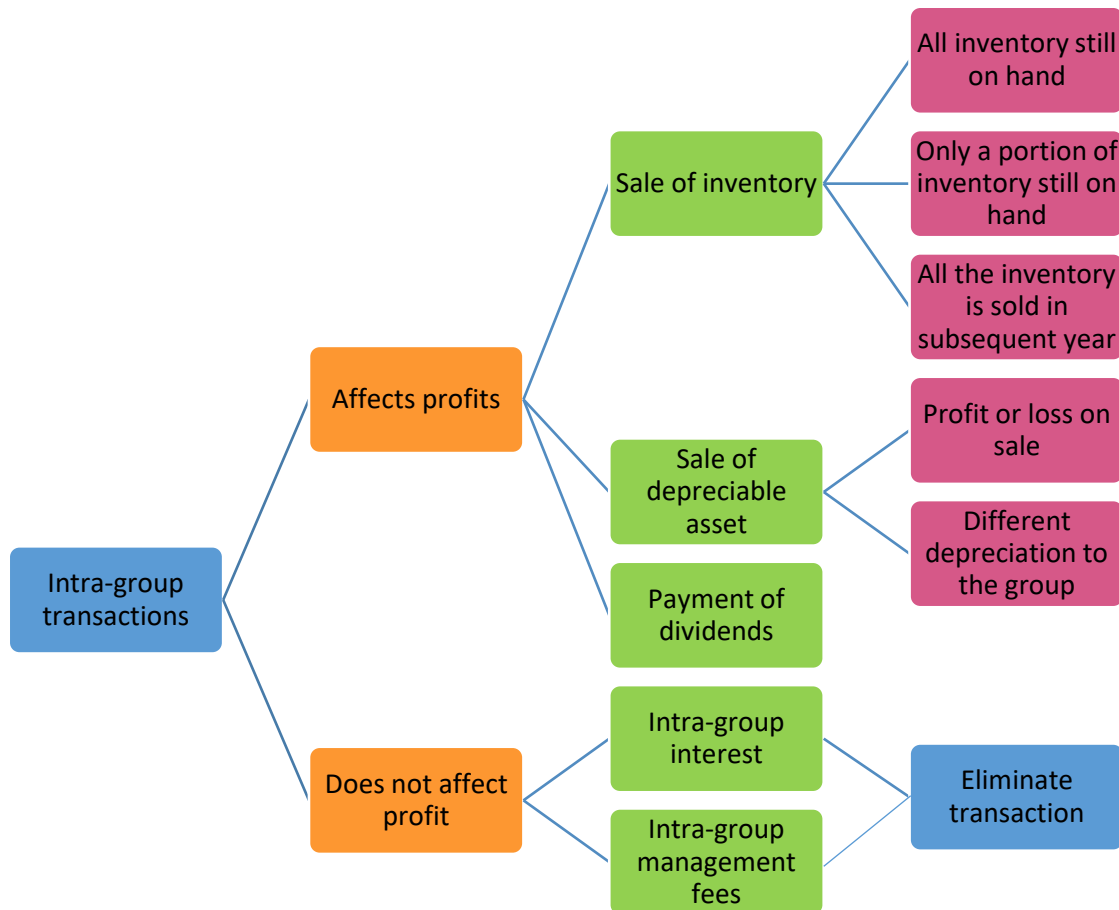 Intra-group
transactions
Affects profits
Does not affect
profit
Sale of inventory
Sale of
depreciable
asset
Payment of
dividends
Intra-group
interest
Intra-group
management
fees
All inventory still
on hand
Only a portion of
inventory still on
hand
All the inventory
is sold in
subsequent year
Profit or loss on
sale
Different
depreciation to
the group
Eliminate
transaction